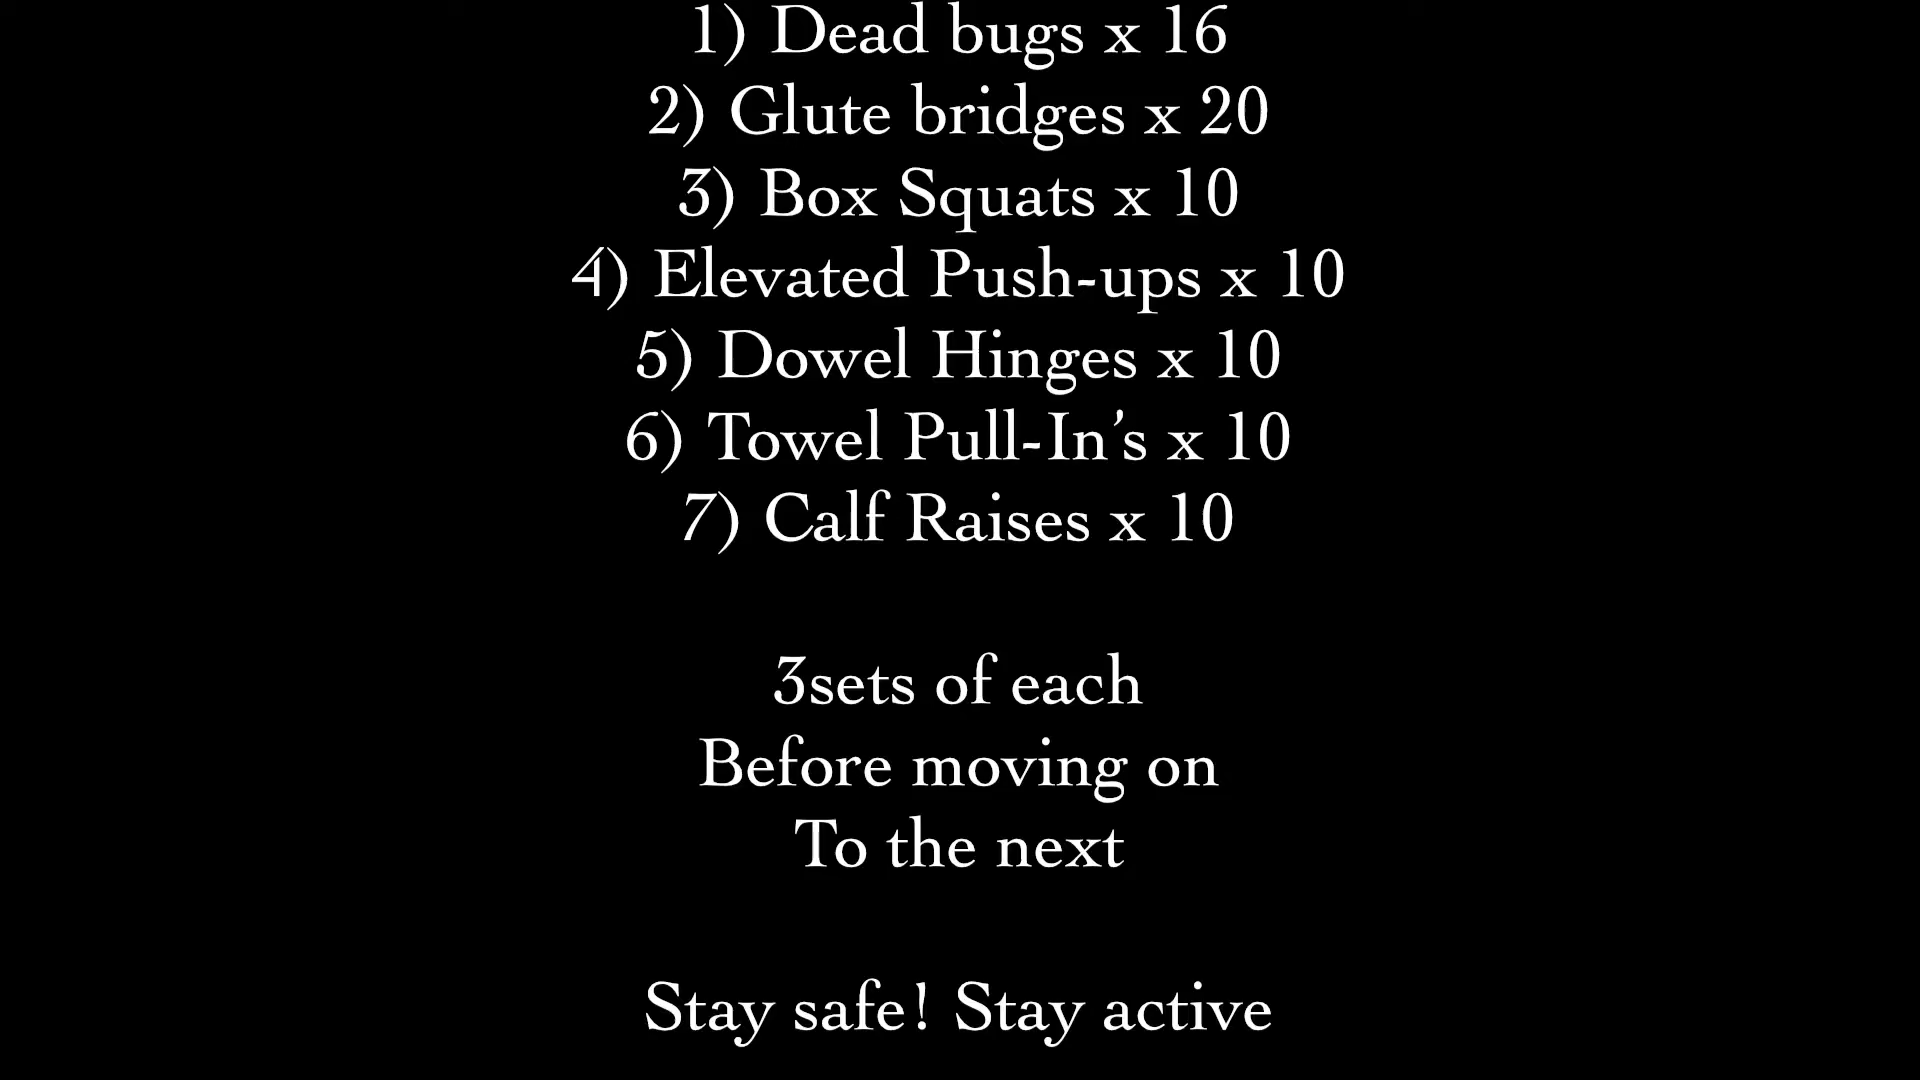 1) Dead bugs x 16
2) Glute bridges x 20
3) Box Squats x 10
4) Elevated Push-ups x 10
5) Dowel Hinges x 10
6) Towel Pull-In’s x 10
7) Calf Raises x 10
3sets of each
Before moving on
To the next
Stay safe! Stay active